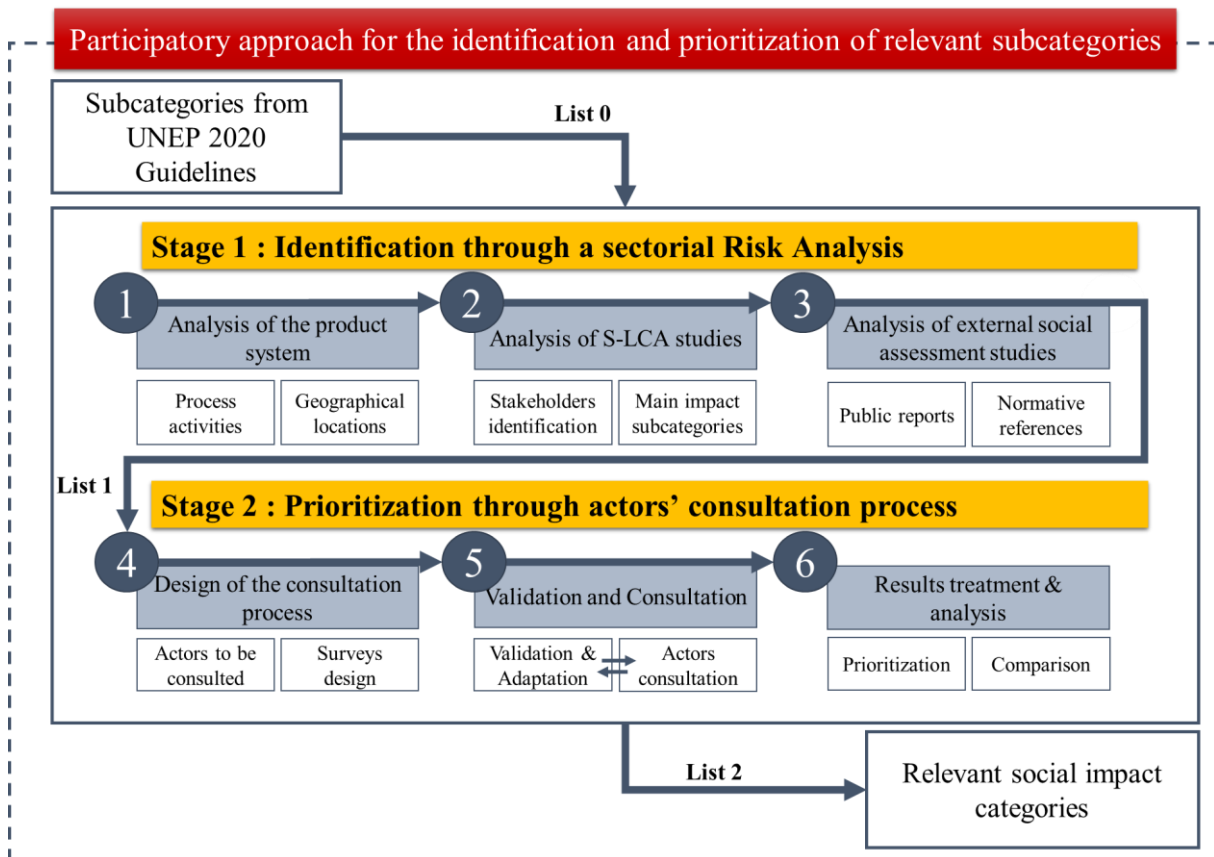 Participatory approach for the identification and prioritization of relevant subcategories
Subcategories from
UNEP 2020
Guidelines
List 0
Stage 1 : Identification through a sectorial Risk Analysis
1
Analysis of the product
system
Process
activities
Geographical
locations
2
Analysis of S-LCA studies
Stakeholders
identification
Main impact
subcategories
3
Analysis of external social
assessment studies
Public reports
Normative
references
List 1
Stage 2 : Prioritization through actors’ consultation process
4
Design of the consultation
process
Actors to be
consulted
Surveys
design
5
Validation and Consultation
Validation &
Adaptation
Actors
consultation
6
Results treatment &
analysis
Prioritization
Comparison
List 2
Relevant social impact
categories